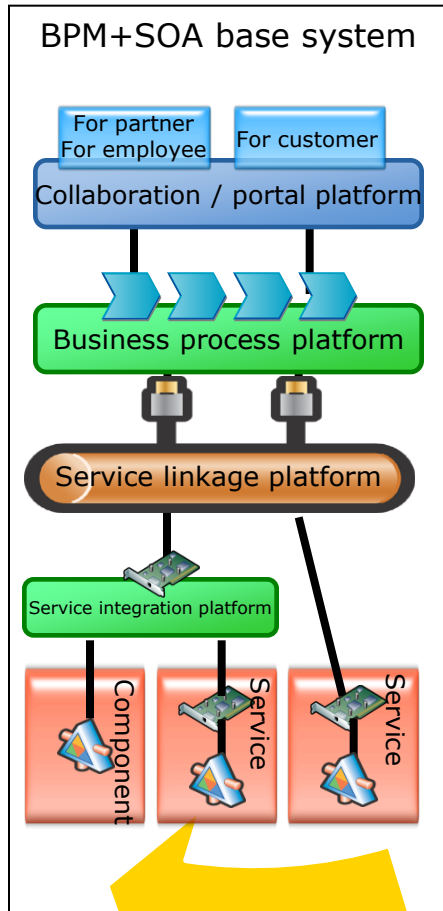 BPM+SOA base system
For partner
For employee
For customer
Collaboration / portal platform
Business process platform
Service linkage platform
Service integration platform
Component
Service
Service